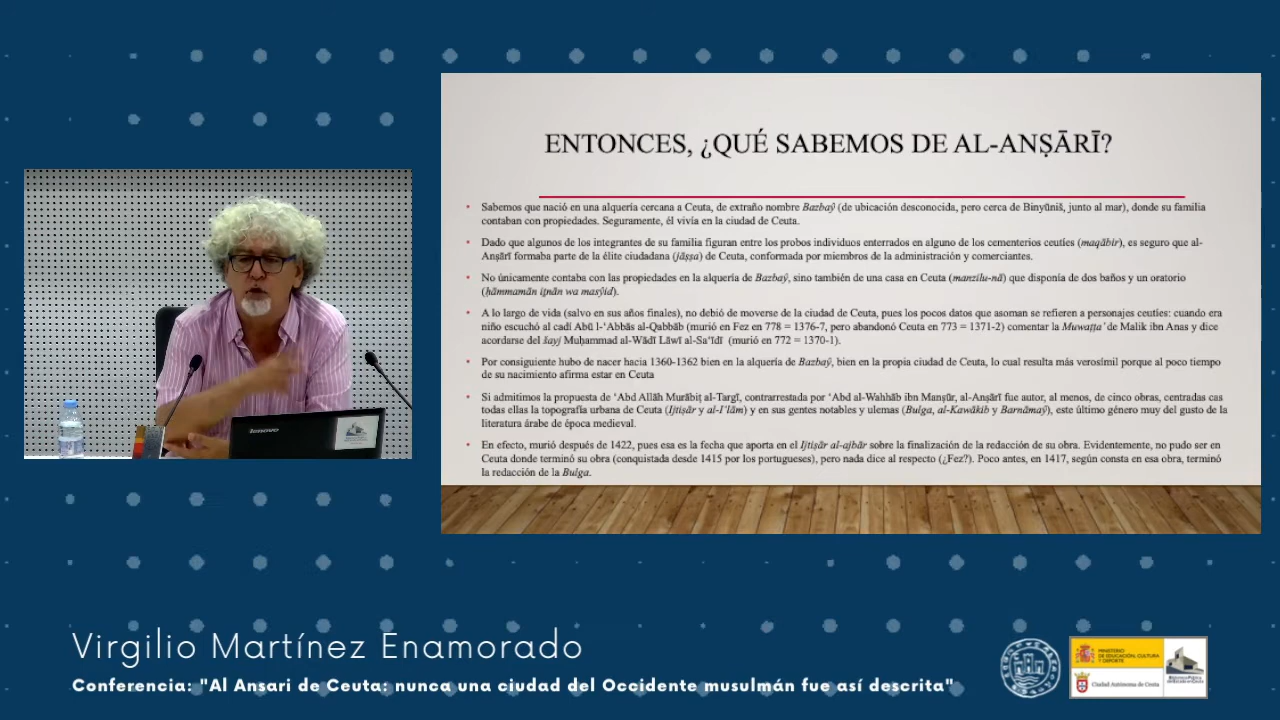 ENTONCES, ¿QUÉ SABEMOS DE AL-ANṢĀRĪ?
• Sabemos que nació en una alquería cercana a Ceuta, de extraño nombre Bazbaŷ (de ubicación desconocida, pero cerca de Binyūniš, junto al mar), donde su familia
contaban con propiedades. Seguramente, él vivía en la ciudad de Ceuta.
• Dado que algunos de los integrantes de su familia figuran entre los probos individuos enterrados en alguno de los cementerios ceutíes (maqābir), es seguro que al-
Anṣārī formaba parte de la élite ciudadana (jāṣṣa) de Ceuta, conformada por miembros de la administración y comerciantes.
• No únicamente contaba con las propiedades en la alquería de Bazbaŷ, sino también de una casa en Ceuta (manzilu-nā) que disponía de dos baños y un oratorio
(ḥāmmamān iṯnān wa masŷid).
• A lo largo de vida (salvo en sus años finales), no debió de moverse de la ciudad de Ceuta, pues los pocos datos que asoman se refieren a personajes ceutíes: cuando era
niño escuchó al cadí Abū l-‘Abbās al-Qabbāb (murió en Fez en 778 = 1376-7, pero abandonó Ceuta en 773 = 1371-2) comentar la Muwaṭṭa’ de Malik ibn Anas y dice
acordarse del šayj Muḥammad al-Wādī Lāwī al-Sa‘īdī (murió en 772 = 1370-1).
• Por consiguiente hubo de nacer hacia 1360-1362 bien en la alquería de Bazbaŷ, bien en la propia ciudad de Ceuta, lo cual resulta más verosímil porque al poco tiempo
de su nacimiento afirma estar en Ceuta
• Si admitimos la propuesta de ‘Abd Allāh Murābiṭ al-Targī, contrarrestada por ‘Abd al-Wahhāb ibn Manṣūr, al-Anṣārī fue autor, al menos, de cinco obras, centradas cas
todas ellas la topografía urbana de Ceuta (Ijtiṣār y al-I‘lām) y en sus gentes notables y ulemas (Bulga, al-Kawākib y Barnāmaŷ), este último género muy del gusto de la
literatura árabe de época medieval.
• En efecto, murió después de 1422, pues esa es la fecha que aporta en el Ijtiṣār al-ajbār sobre la finalización de la redacción de su obra. Evidentemente, no pudo ser en
Ceuta donde terminó su obra (conquistada desde 1415 por los portugueses), pero nada dice al respecto (¿Fez?). Poco antes, en 1417, según consta en esa obra, terminó
la redacción de la Bulga.
lenovo
Virgilio Martínez Enamorado
Conferencia: "Al Ansari de Ceuta: nunca una ciudad del Occidente musulmán fue así descrita"
MINISTERIO
DE EDUCACIÓN, CULTURA
Y DEPORTE
Ciudad Autónoma de Ceuta